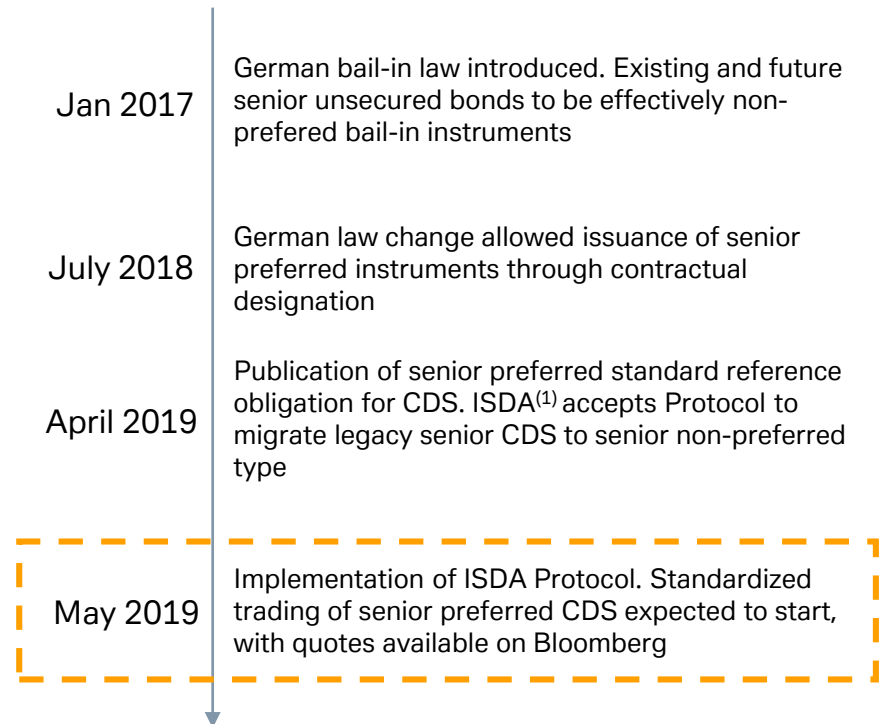 Jan 2017
German bail-in law introduced. Existing and future
senior unsecured bonds to be effectively non-
prefered bail-in instruments
July 2018
German law change allowed issuance of senior
preferred instruments through contractual
designation
April 2019
Publication of senior preferred standard reference
obligation for CDS. ISDA(1) accepts Protocol to
migrate legacy senior CDS to senior non-preferred
type
May 2019
Implementation of ISDA Protocol. Standardized
trading of senior preferred CDS expected to start,
with quotes available on Bloomberg